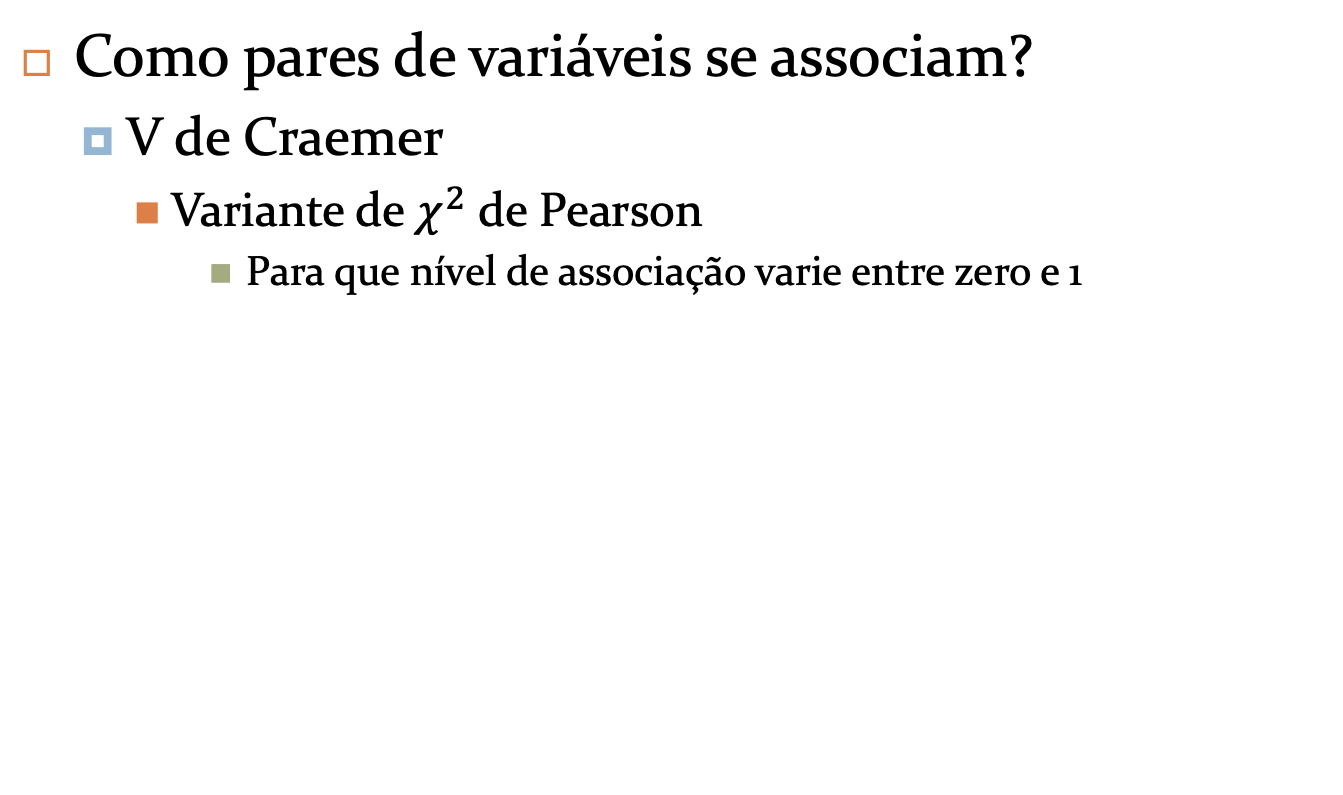 Como pares de variáveis se associam?
V de Craemer
Variante de χ² de Pearson
Para que nível de associação varie entre zero e 1